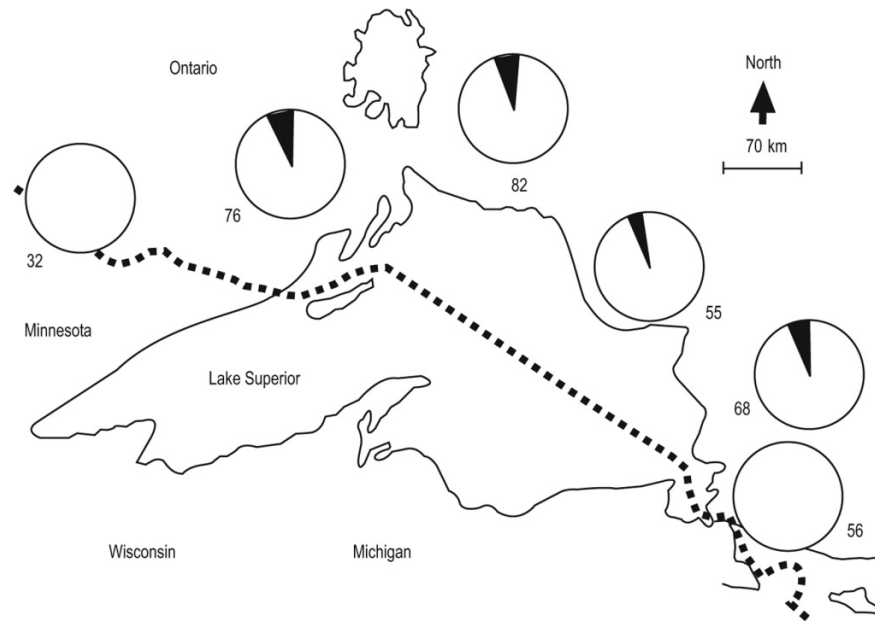 Ontario
North
70 km
82
76
32
55
Minnesota
Lake Superior
68
56
Wisconsin
Michigan